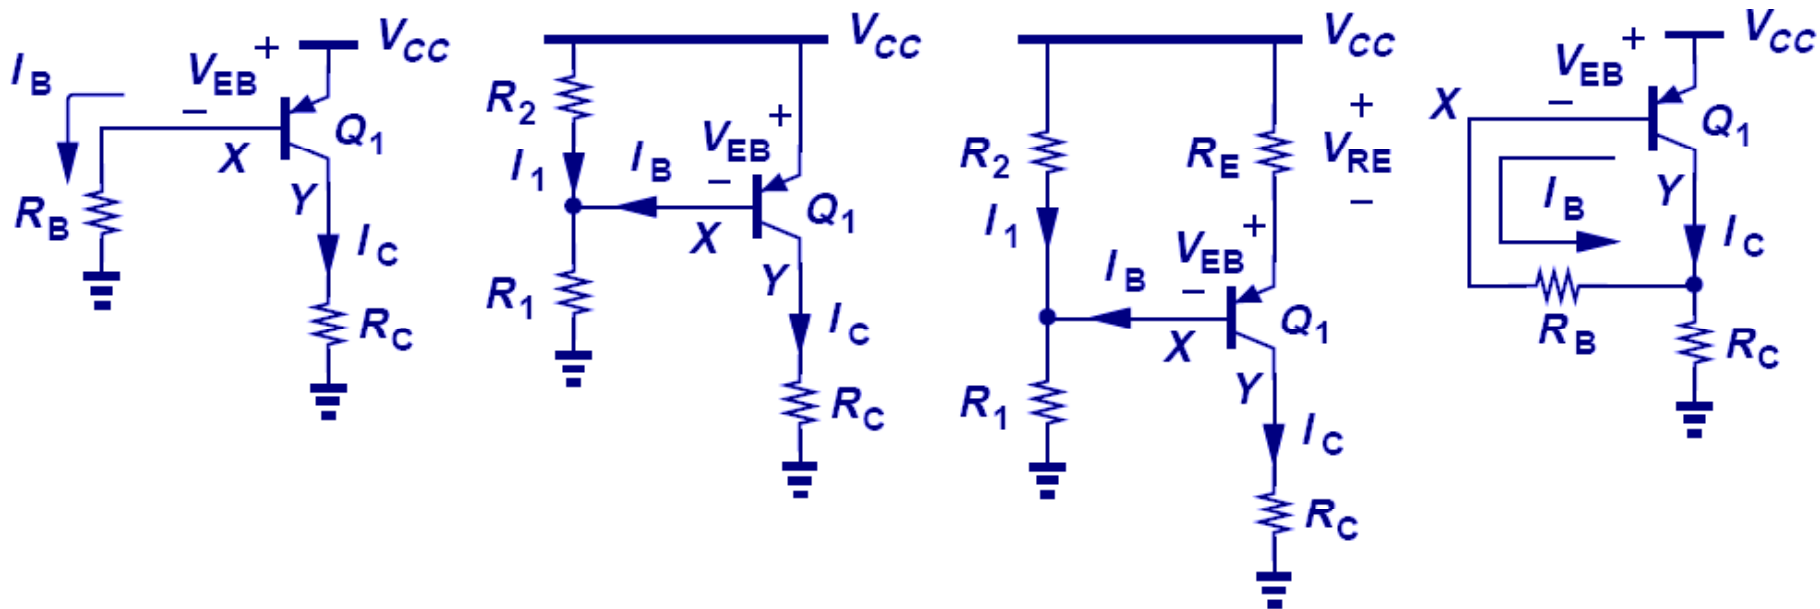 I_B
V_EB
+
−
V_CC
Q_1
X
Y
R_B
I_C
R_C
V_CC
R_2
I_1
I_B
V_EB
+
−
Q_1
X
Y
R_1
I_C
R_C
V_CC
R_2
R_E
+
V_RE
−
I_1
I_B
V_EB
+
−
Q_1
X
Y
R_1
I_C
R_C
V_CC
V_EB
+
−
X
Q_1
Y
I_B
I_C
R_B
R_C